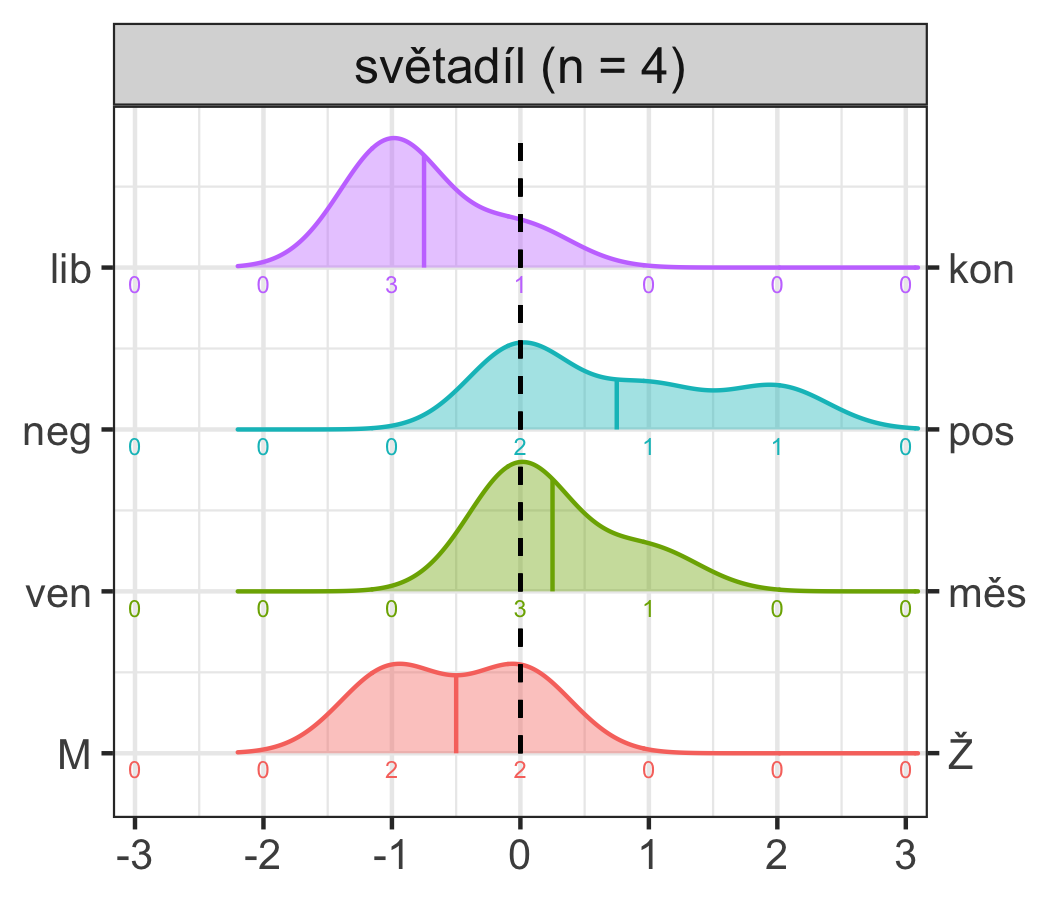 světadíl (n = 4)
lib kon
0 0 3 1 0 0 0
neg pos
0 0 0 2 1 1 0
ven měs
0 0 0 3 1 0 0
M Ž
0 0 2 2 0 0 0
-3 -2 -1 0 1 2 3